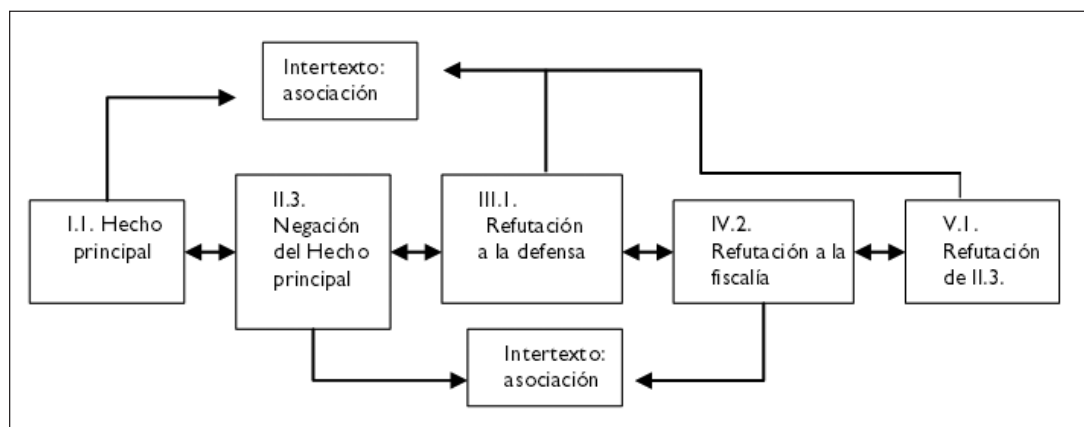 Intertexto:
asociación
I.1. Hecho
principal
II.3.
Negación
del Hecho
principal
III.1.
Refutación
a la defensa
IV.2.
Refutación a la
fiscalía
V.1.
Refutación
de II.3.
Intertexto:
asociación